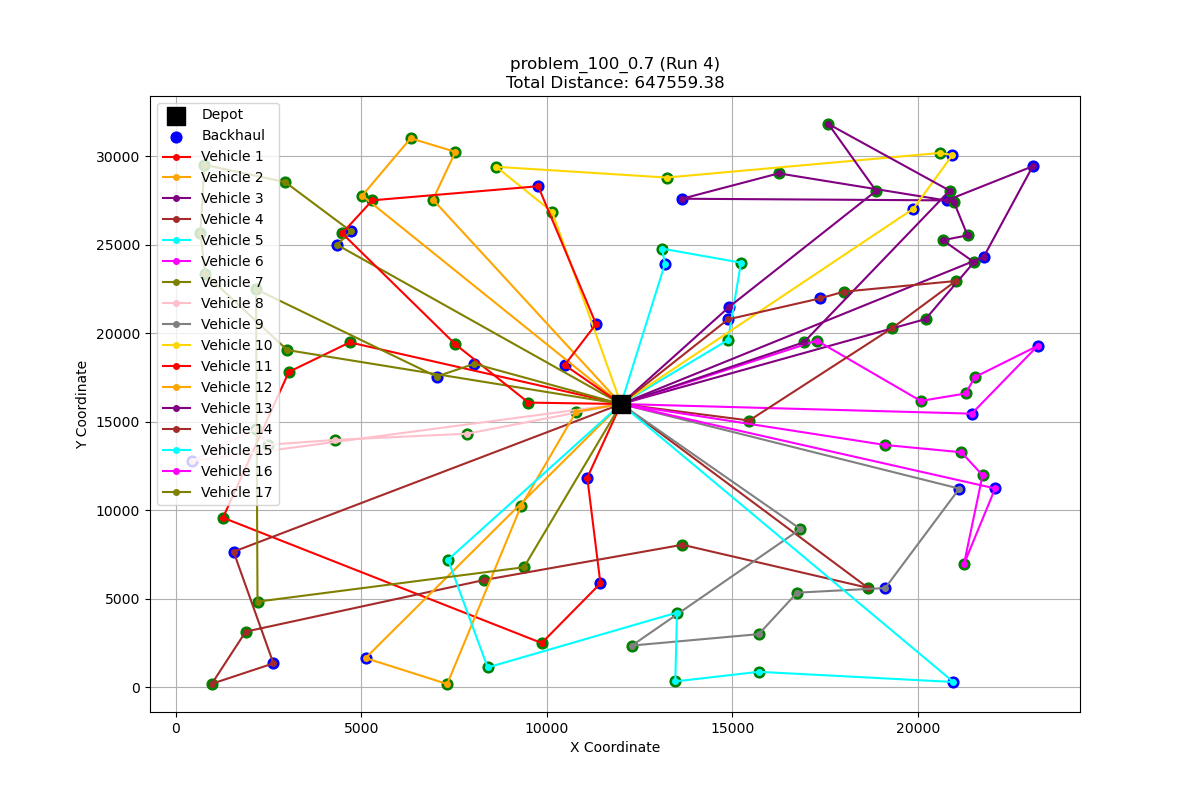 problem_100_0.7 (Run 4)
Total Distance: 647559.38
Depot
Backhaul
Vehicle 1
Vehicle 2
Vehicle 3
Vehicle 4
Vehicle 5
Vehicle 6
Vehicle 7
Vehicle 8
Vehicle 9
Vehicle 10
Vehicle 11
Vehicle 12
Vehicle 13
Vehicle 14
Vehicle 15
Vehicle 16
Vehicle 17
30000
25000
20000
15000
10000
5000
0
Y Coordinate
0 5000 10000 15000 20000
X Coordinate